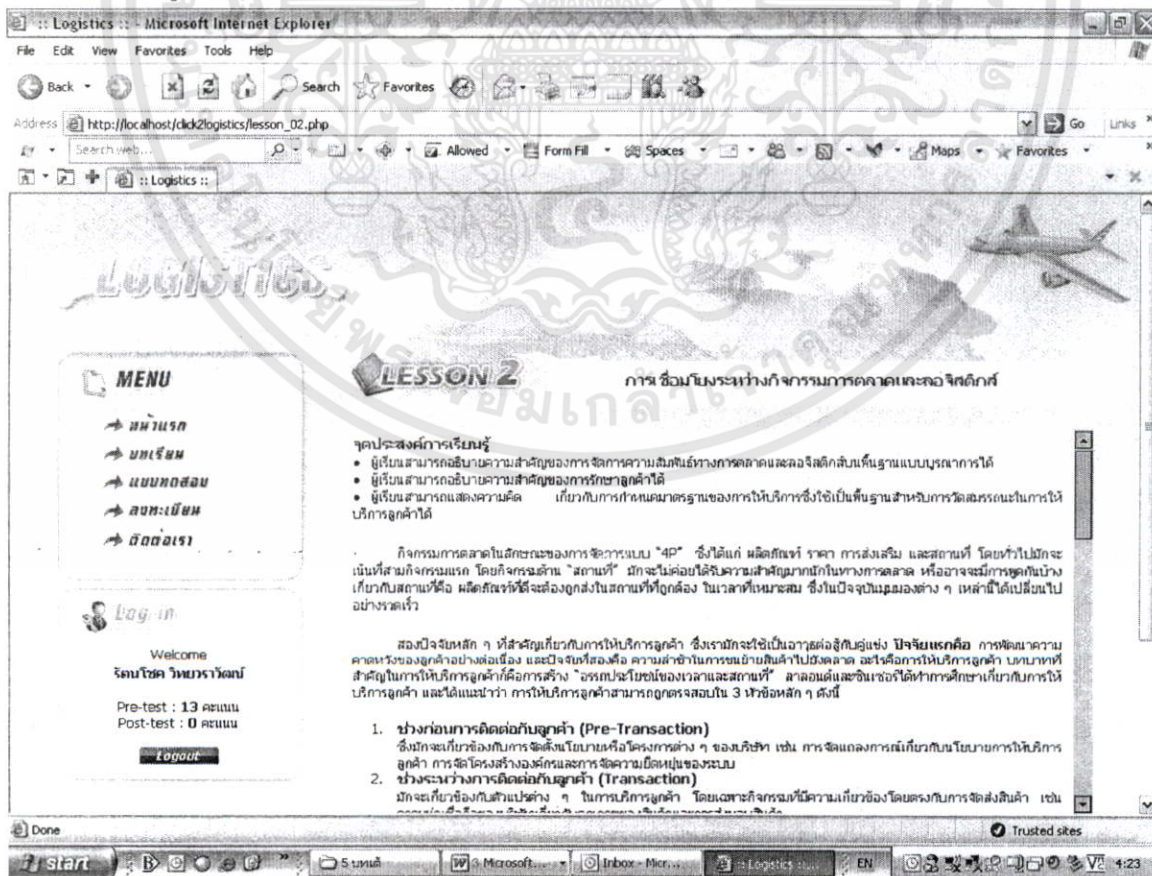 :: Logistics :: - Microsoft Internet Explorer
File Edit View Favorites Tools Help
Back Search Favorites
Address http://localhost/click2logistics/lesson_02.php Go Links
Search web... Allowed Form Fill Spaces Maps Favorites
:: Logistics ::
Logistics
MENU
หน้าแรก
บทเรียน
แบบทดสอบ
ลงทะเบียน
ติดต่อเรา
Log-in
Welcome
รัตนโชค วิทยวราวัฒน์
Pre-test : 13 คะแนน
Post-test : 0 คะแนน
Logout
LESSON 2 การเชื่อมโยงระหว่างกิจกรรมการตลาดและลอจิสติกส์
จุดประสงค์การเรียนรู้
• ผู้เรียนสามารถอธิบายความสำคัญของการจัดการความสัมพันธ์ทางการตลาดและลอจิสติกส์บนพื้นฐานแบบบูรณาการได้
• ผู้เรียนสามารถอธิบายความสำคัญของการรักษาลูกค้าได้
• ผู้เรียนสามารถแสดงความคิด เกี่ยวกับการกำหนดมาตรฐานของการให้บริการซึ่งใช้เป็นพื้นฐานสำหรับการวัดสมรรถนะในการให้
บริการลูกค้าได้
กิจกรรมการตลาดในลักษณะของการจัดการแบบ "4P" ซึ่งได้แก่ ผลิตภัณฑ์ ราคา การส่งเสริม และสถานที่ โดยทั่วไปมักจะ
เน้นที่สามกิจกรรมแรก โดยกิจกรรมด้าน "สถานที่" มักจะไม่ค่อยได้รับความสำคัญมากนักในทางการตลาด หรืออาจจะมีการพูดกันบ้าง
เกี่ยวกับสถานที่คือ ผลิตภัณฑ์ที่ดีจะต้องถูกส่งในสถานที่ที่ถูกต้อง ในเวลาที่เหมาะสม ซึ่งในปัจจุบันมุมมองต่าง ๆ เหล่านี้ได้เปลี่ยนไป
อย่างรวดเร็ว
สองปัจจัยหลัก ๆ ที่สำคัญเกี่ยวกับการให้บริการลูกค้า ซึ่งเรามักจะใช้เป็นอาวุธต่อสู้กับคู่แข่ง ปัจจัยแรกคือ การพัฒนาความ
คาดหวังของลูกค้าอย่างต่อเนื่อง และปัจจัยที่สองคือ ความล่าช้าในการขนย้ายสินค้าไปยังตลาด อะไรคือการให้บริการลูกค้า บทบาทที่
สำคัญในการให้บริการลูกค้าก็คือการสร้าง "อรรถประโยชน์ของเวลาและสถานที่" ลาลอนด์และซินเซอร์ได้ทำการศึกษาเกี่ยวกับการให้
บริการลูกค้า และได้แนะนำว่า การให้บริการลูกค้าสามารถถูกตรวจสอบใน 3 หัวข้อหลัก ๆ ดังนี้
1. ช่วงก่อนการติดต่อกับลูกค้า (Pre-Transaction)
ซึ่งมักจะเกี่ยวข้องกับการจัดตั้งนโยบายหรือโครงการต่าง ๆ ของบริษัท เช่น การจัดแถลงการณ์เกี่ยวกับนโยบายการให้บริการ
ลูกค้า การจัดโครงสร้างองค์กรและการจัดความยืดหยุ่นของระบบ
2. ช่วงระหว่างการติดต่อกับลูกค้า (Transaction)
มักจะเกี่ยวข้องกับตัวแปรต่าง ๆ ในการบริการลูกค้า โดยเฉพาะกิจกรรมที่มีความเกี่ยวข้องโดยตรงกับการจัดส่งสินค้า เช่น
Done Trusted sites
start 5 บทแต้ 3 Microsoft... Inbox - Micr... :: Logistics ::... EN 4:23